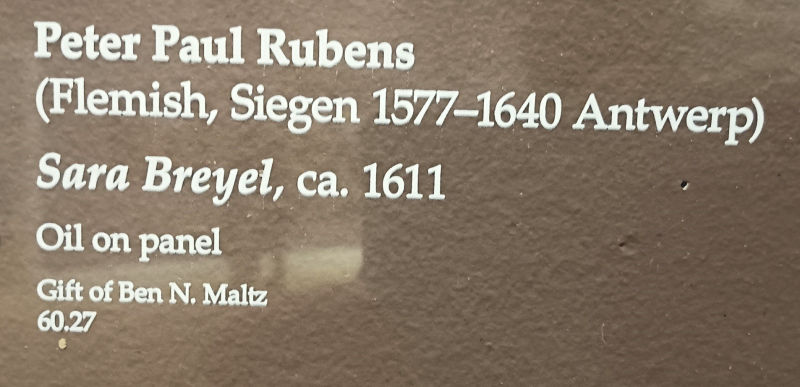 Peter Paul Rubens
(Flemish, Siegen 1577–1640 Antwerp)
Sara Breyel, ca. 1611
Oil on panel
Gift of Ben N. Maltz
60.27